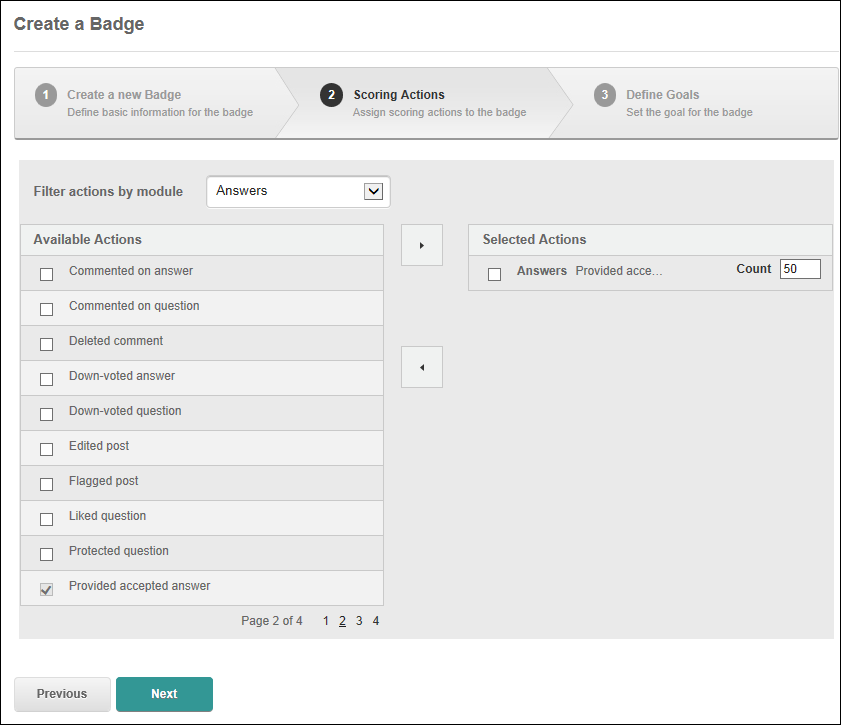 Create a Badge
1 Create a new Badge
Define basic information for the badge
2 Scoring Actions
Assign scoring actions to the badge
3 Define Goals
Set the goal for the badge
Filter actions by module Answers
Available Actions
Commented on answer
Commented on question
Deleted comment
Down-voted answer
Down-voted question
Edited post
Flagged post
Liked question
Protected question
Provided accepted answer
Page 2 of 4 1 2 3 4
Selected Actions
Answers Provided acce... Count 50
Previous Next